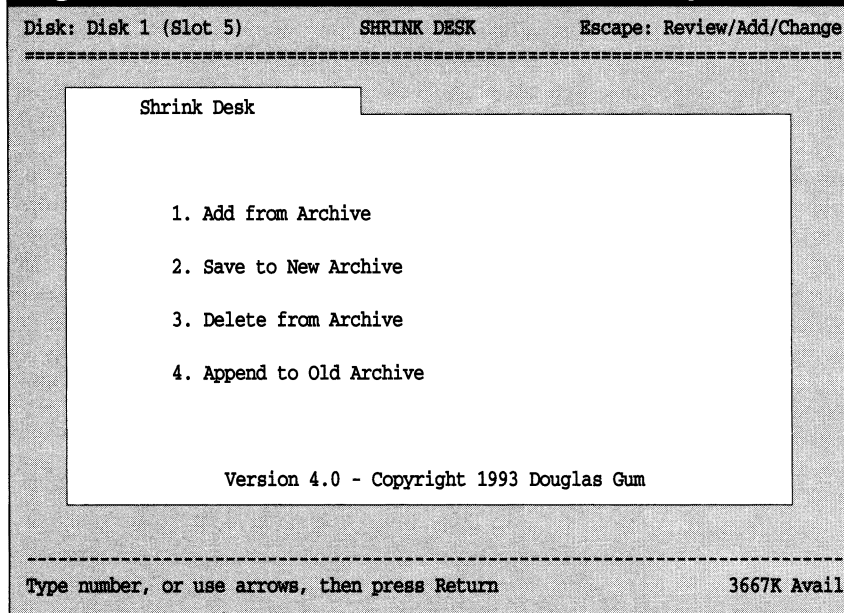 Disk: Disk 1 (Slot 5) SHRINK DESK Escape: Review/Add/Change
Shrink Desk
1. Add from Archive
2. Save to New Archive
3. Delete from Archive
4. Append to Old Archive
Version 4.0 - Copyright 1993 Douglas Gum
Type number, or use arrows, then press Return 3667K Avail